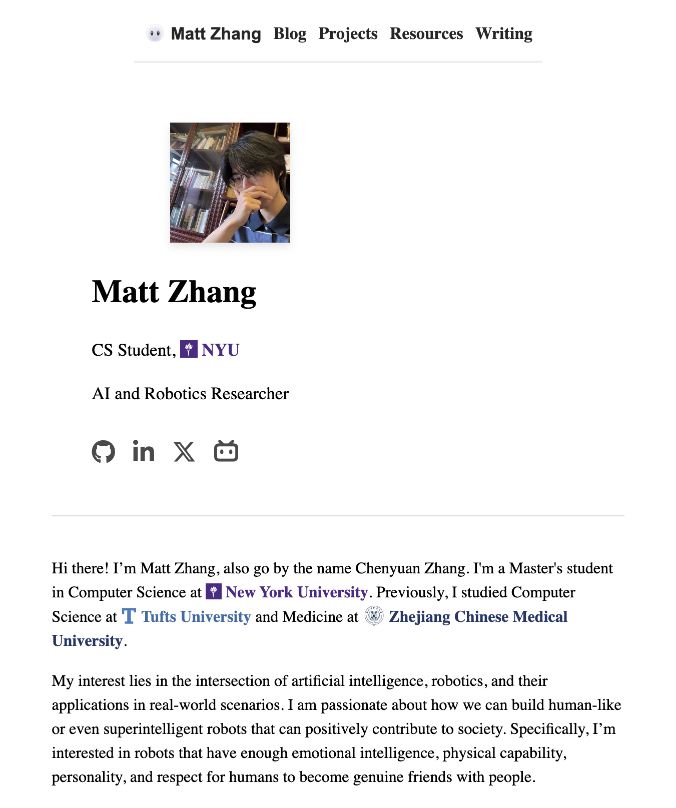 Matt Zhang Blog Projects Resources Writing
Matt Zhang
CS Student, NYU
AI and Robotics Researcher
Hi there! I’m Matt Zhang, also go by the name Chenyuan Zhang. I'm a Master's student
in Computer Science at New York University. Previously, I studied Computer
Science at Tufts University and Medicine at Zhejiang Chinese Medical
University.
My interest lies in the intersection of artificial intelligence, robotics, and their
applications in real-world scenarios. I am passionate about how we can build human-like
or even superintelligent robots that can positively contribute to society. Specifically, I’m
interested in robots that have enough emotional intelligence, physical capability,
personality, and respect for humans to become genuine friends with people.